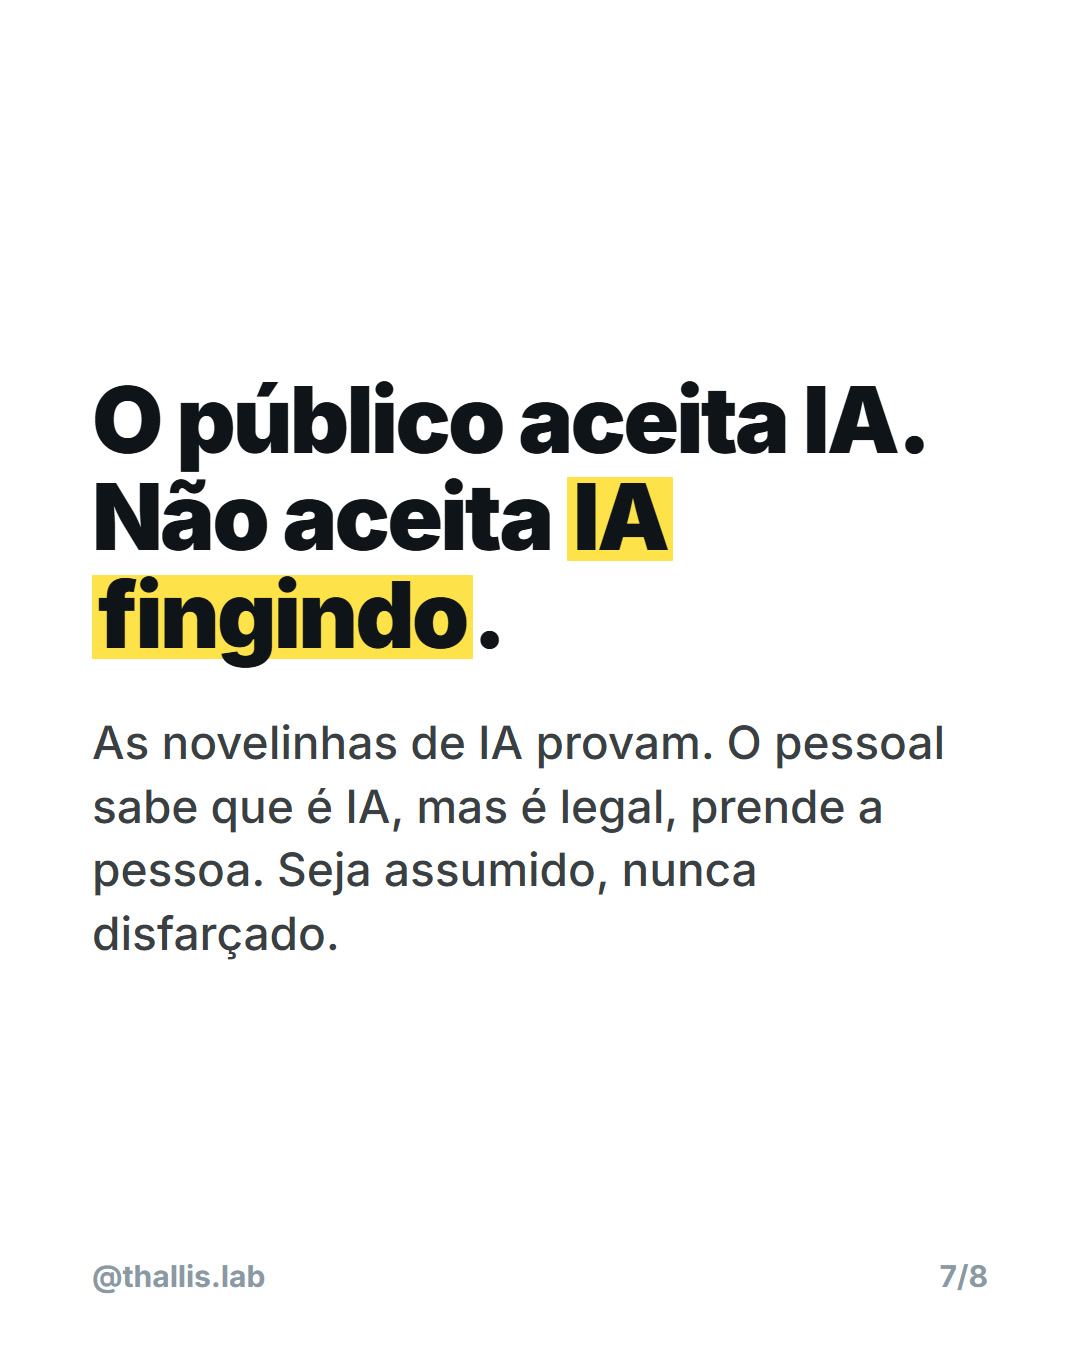 O público aceita IA.
Não aceita IA
fingindo.
As novelinhas de IA provam. O pessoal
sabe que é IA, mas é legal, prende a
pessoa. Seja assumido, nunca
disfarçado.
@thallis.lab
7/8